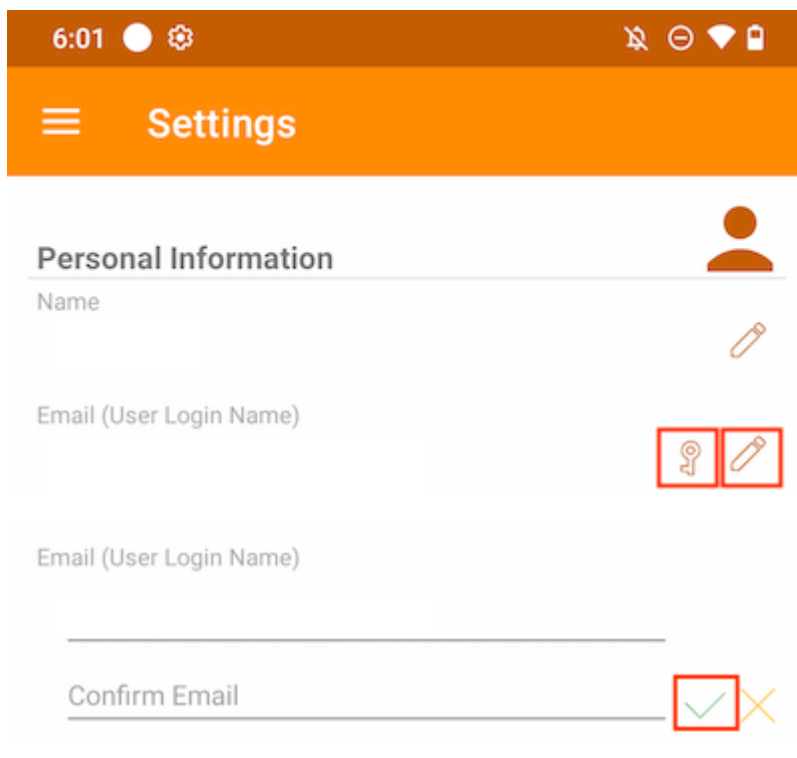 6:01
Settings
Personal Information
Name
Email (User Login Name)
Email (User Login Name)
Confirm Email